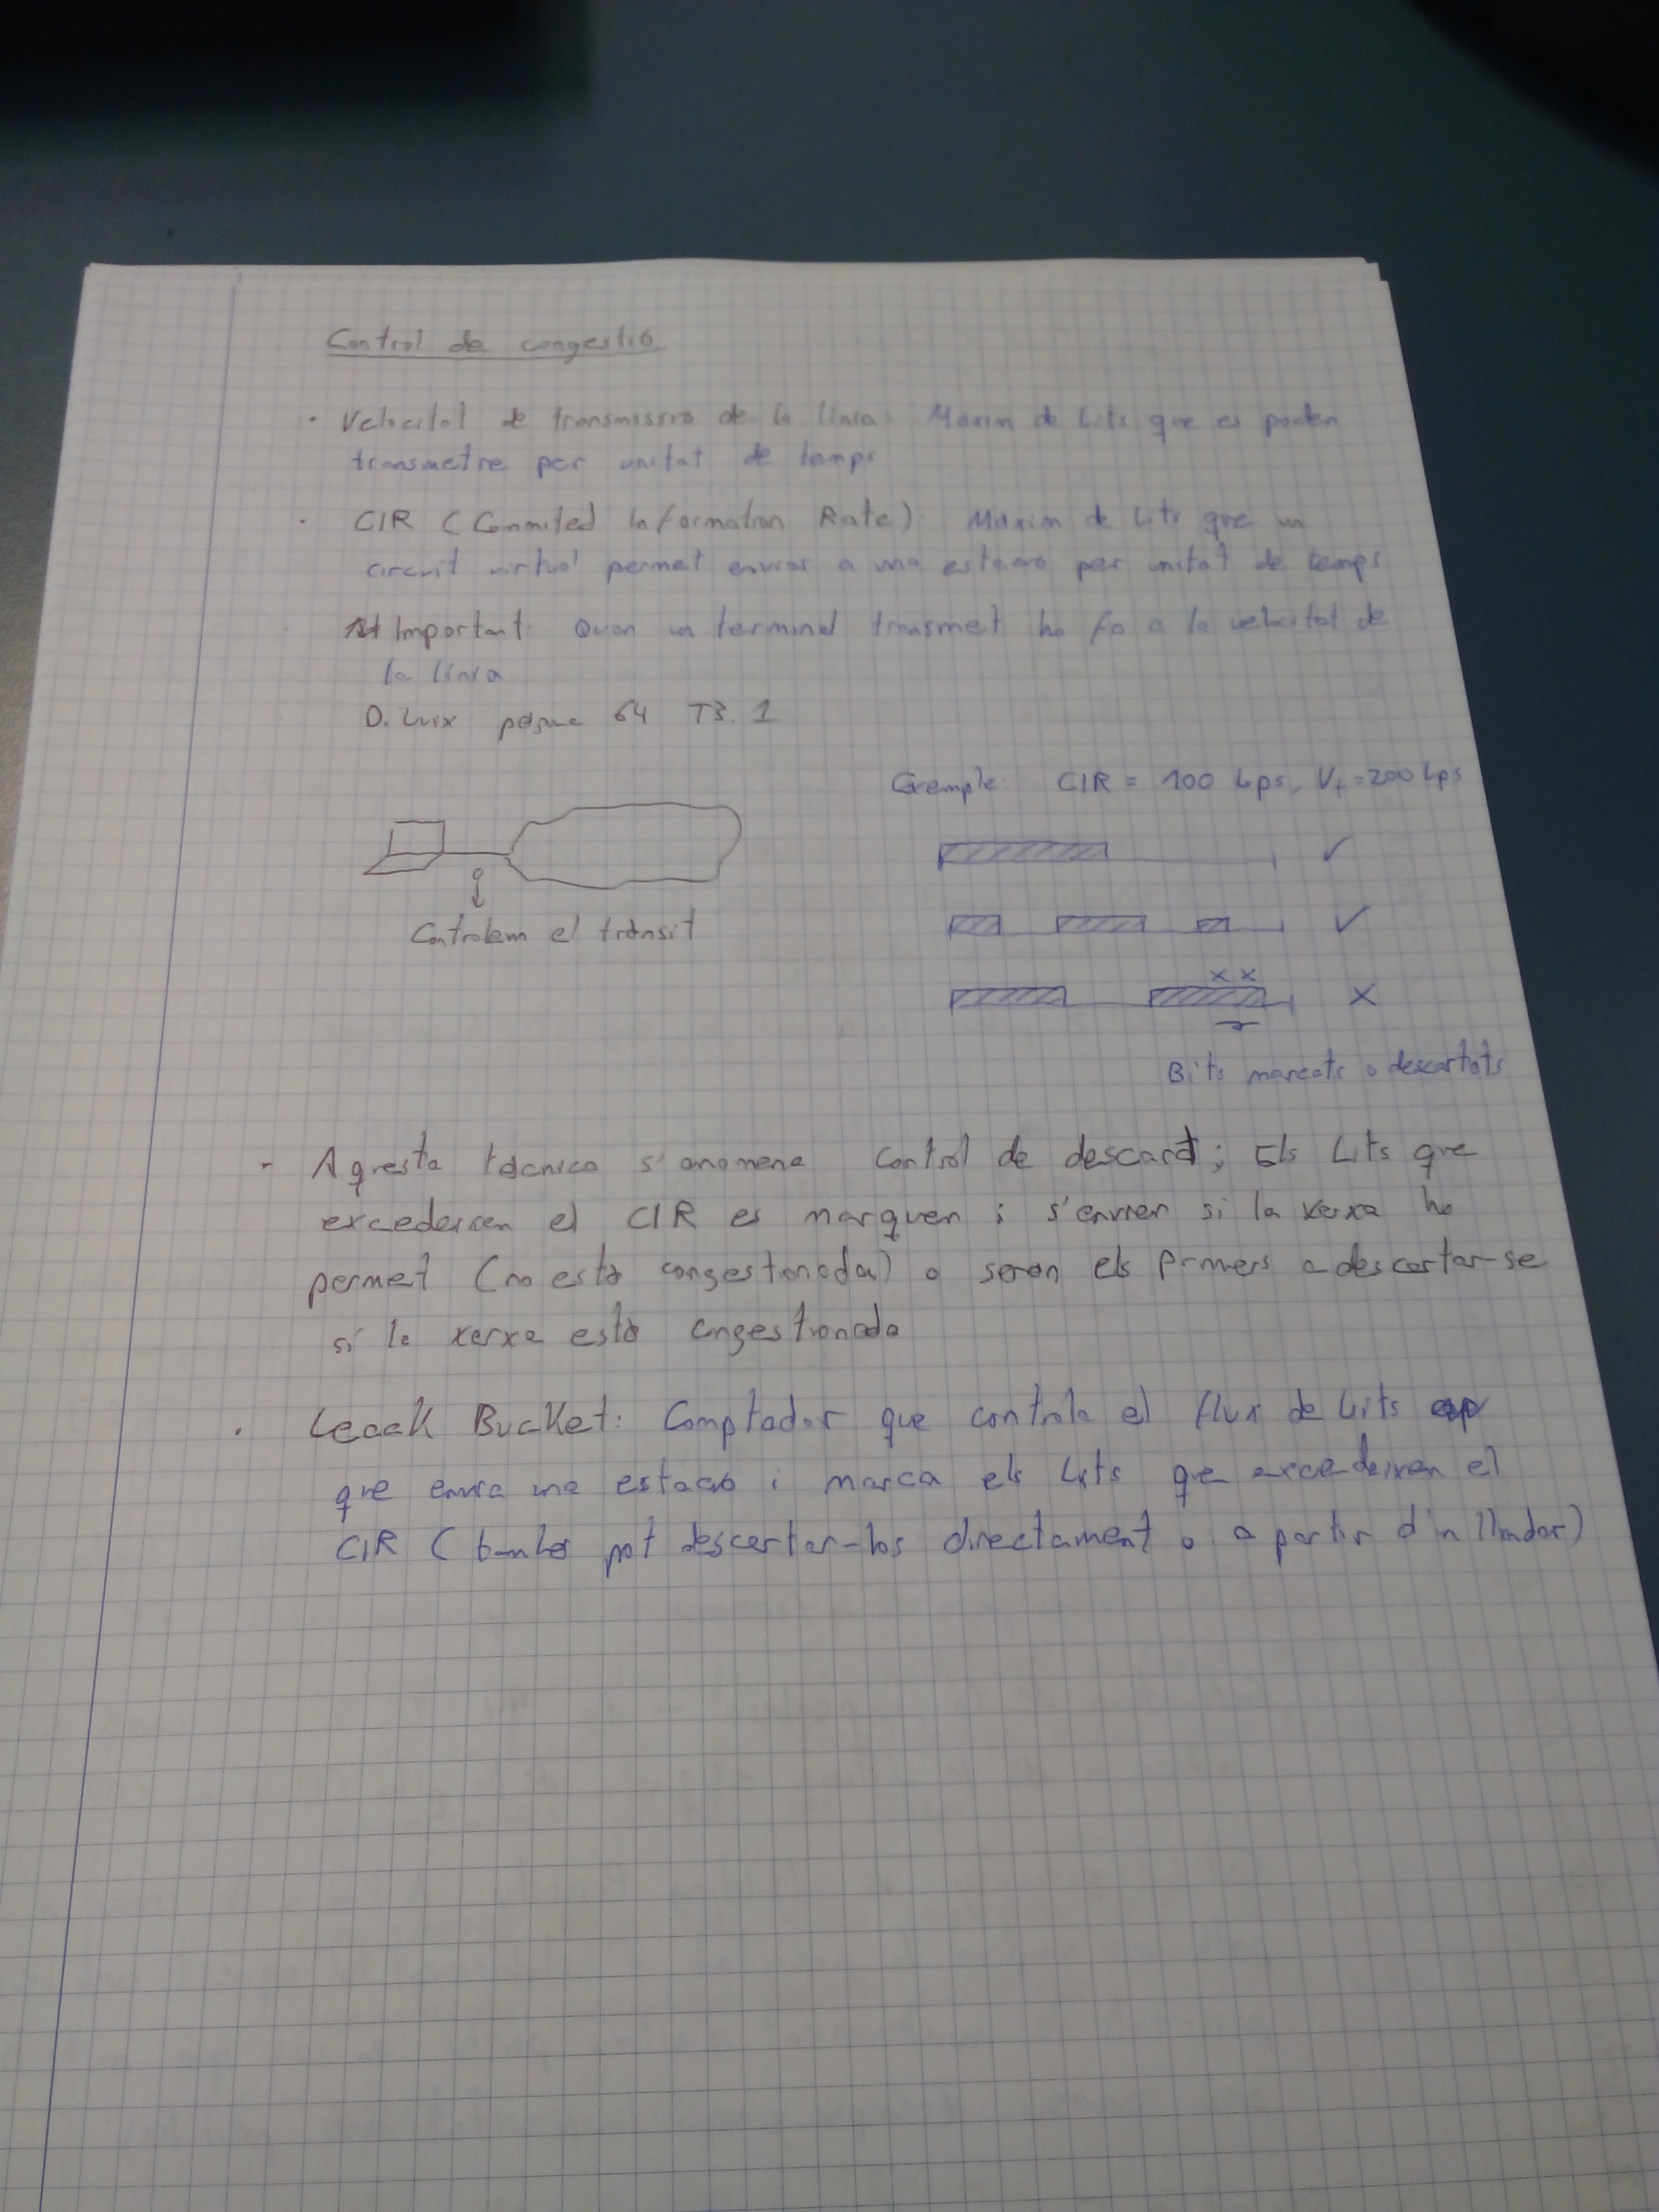 Control de congestió
· Velocitat de transmissió de la línia: Màxim de bits que es poden
transmetre per unitat de temps
· CIR (Commited Information Rate): Màxim de bits que un
circuit virtual permet enviar a una estació per unitat de temps
Important: Quan un terminal transmet ho fa a la velocitat de
la línia
D. Guix pàgina 64 T3.1
Exemple: CIR = 100 bps, Vt = 200 bps
Controlem el trànsit
Bits marcats o descartats
- Aquesta tècnica s'anomena control de descart; Els bits que
excedeixen el CIR es marquen i s'envien si la xarxa ho
permet (no està congestionada) o seran els primers a descartar-se
si la xarxa està congestionada
· Leack Bucket: Comptador que controla el flux de bits
que envia una estació i marca els bits que excedeixen el
CIR (també pot descartar-los directament o a partir d'un llindar)